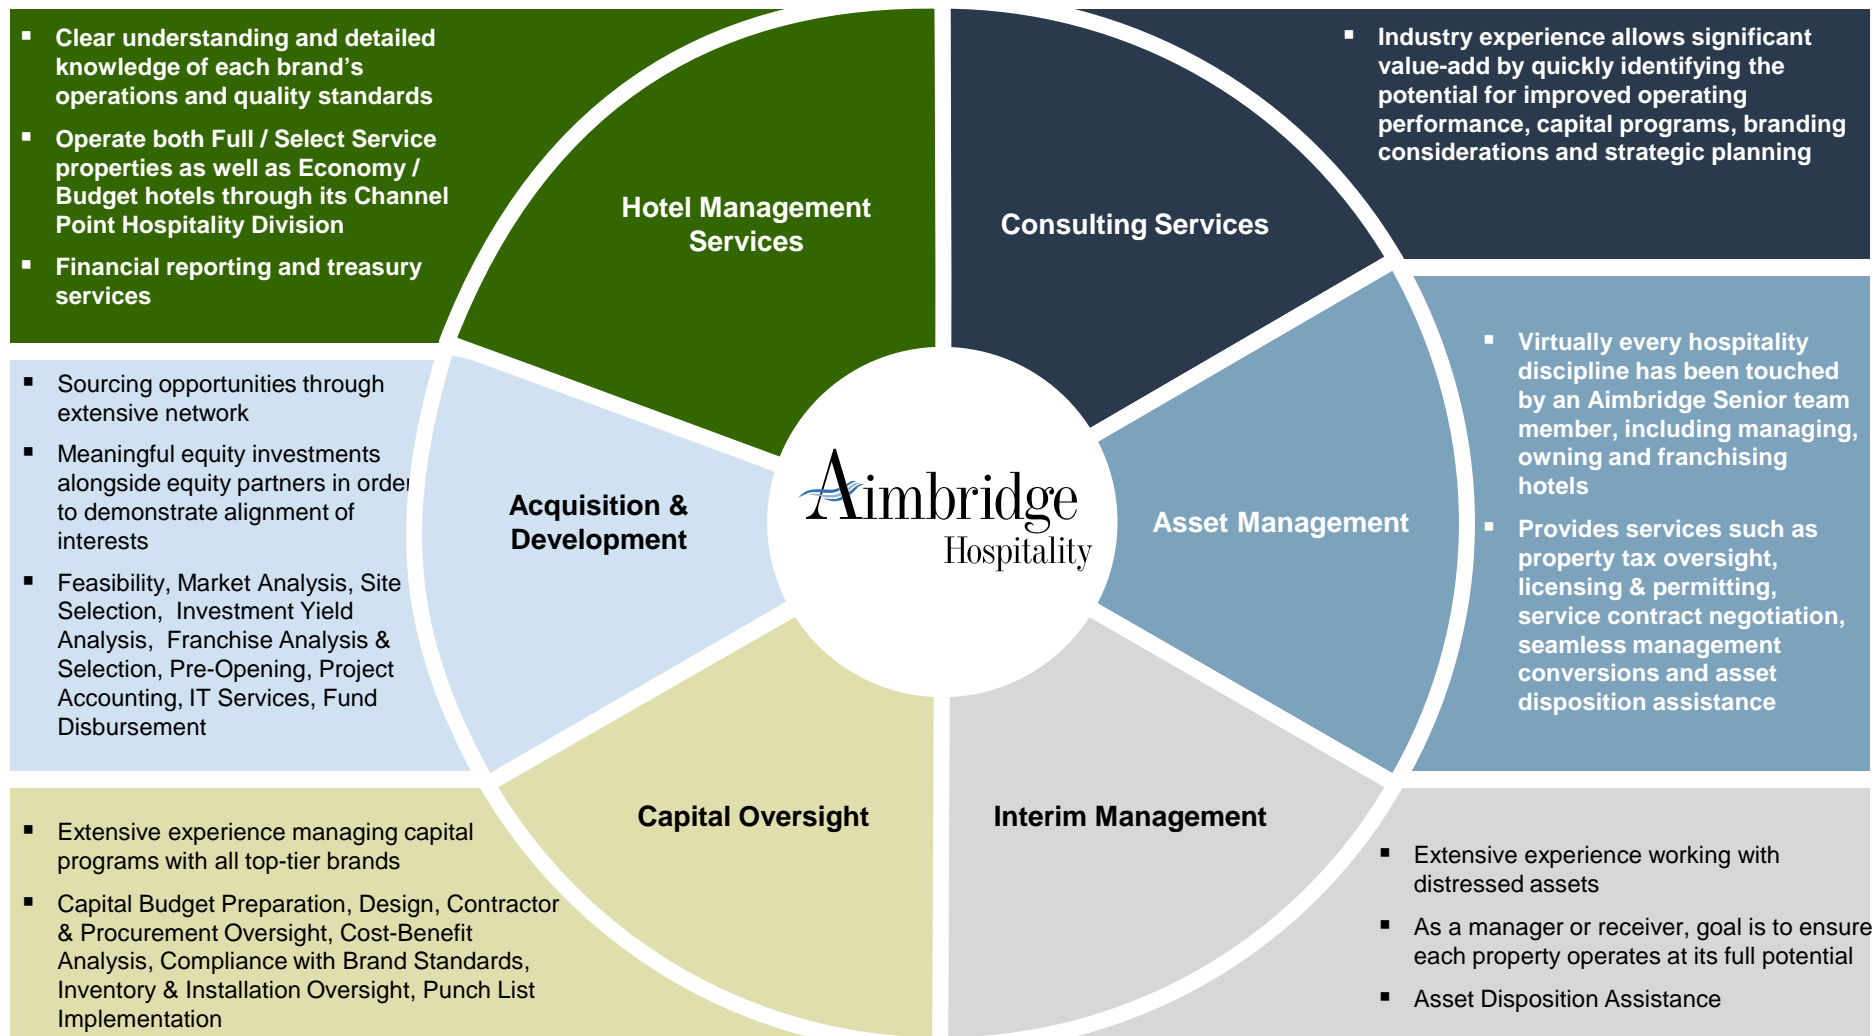 ▪ Clear understanding and detailed
knowledge of each brand's
operations and quality standards
▪ Operate both Full / Select Service
properties as well as Economy /
Budget hotels through its Channel
Point Hospitality Division
▪ Financial reporting and treasury
services
Hotel Management
Services
Consulting Services
▪ Industry experience allows significant
value-add by quickly identifying the
potential for improved operating
performance, capital programs, branding
considerations and strategic planning
▪ Sourcing opportunities through
extensive network
▪ Meaningful equity investments
alongside equity partners in order
to demonstrate alignment of
interests
▪ Feasibility, Market Analysis, Site
Selection,  Investment Yield
Analysis,  Franchise Analysis &
Selection, Pre-Opening, Project
Accounting, IT Services, Fund
Disbursement
Acquisition &
Development
Aimbridge
Hospitality
Asset Management
▪ Virtually every hospitality
discipline has been touched
by an Aimbridge Senior team
member, including managing,
owning and franchising
hotels
▪ Provides services such as
property tax oversight,
licensing & permitting,
service contract negotiation,
seamless management
conversions and asset
disposition assistance
▪ Extensive experience managing capital
programs with all top-tier brands
▪ Capital Budget Preparation, Design, Contractor
& Procurement Oversight, Cost-Benefit
Analysis, Compliance with Brand Standards,
Inventory & Installation Oversight, Punch List
Implementation
Capital Oversight
Interim Management
▪ Extensive experience working with
distressed assets
▪ As a manager or receiver, goal is to ensure
each property operates at its full potential
▪ Asset Disposition Assistance